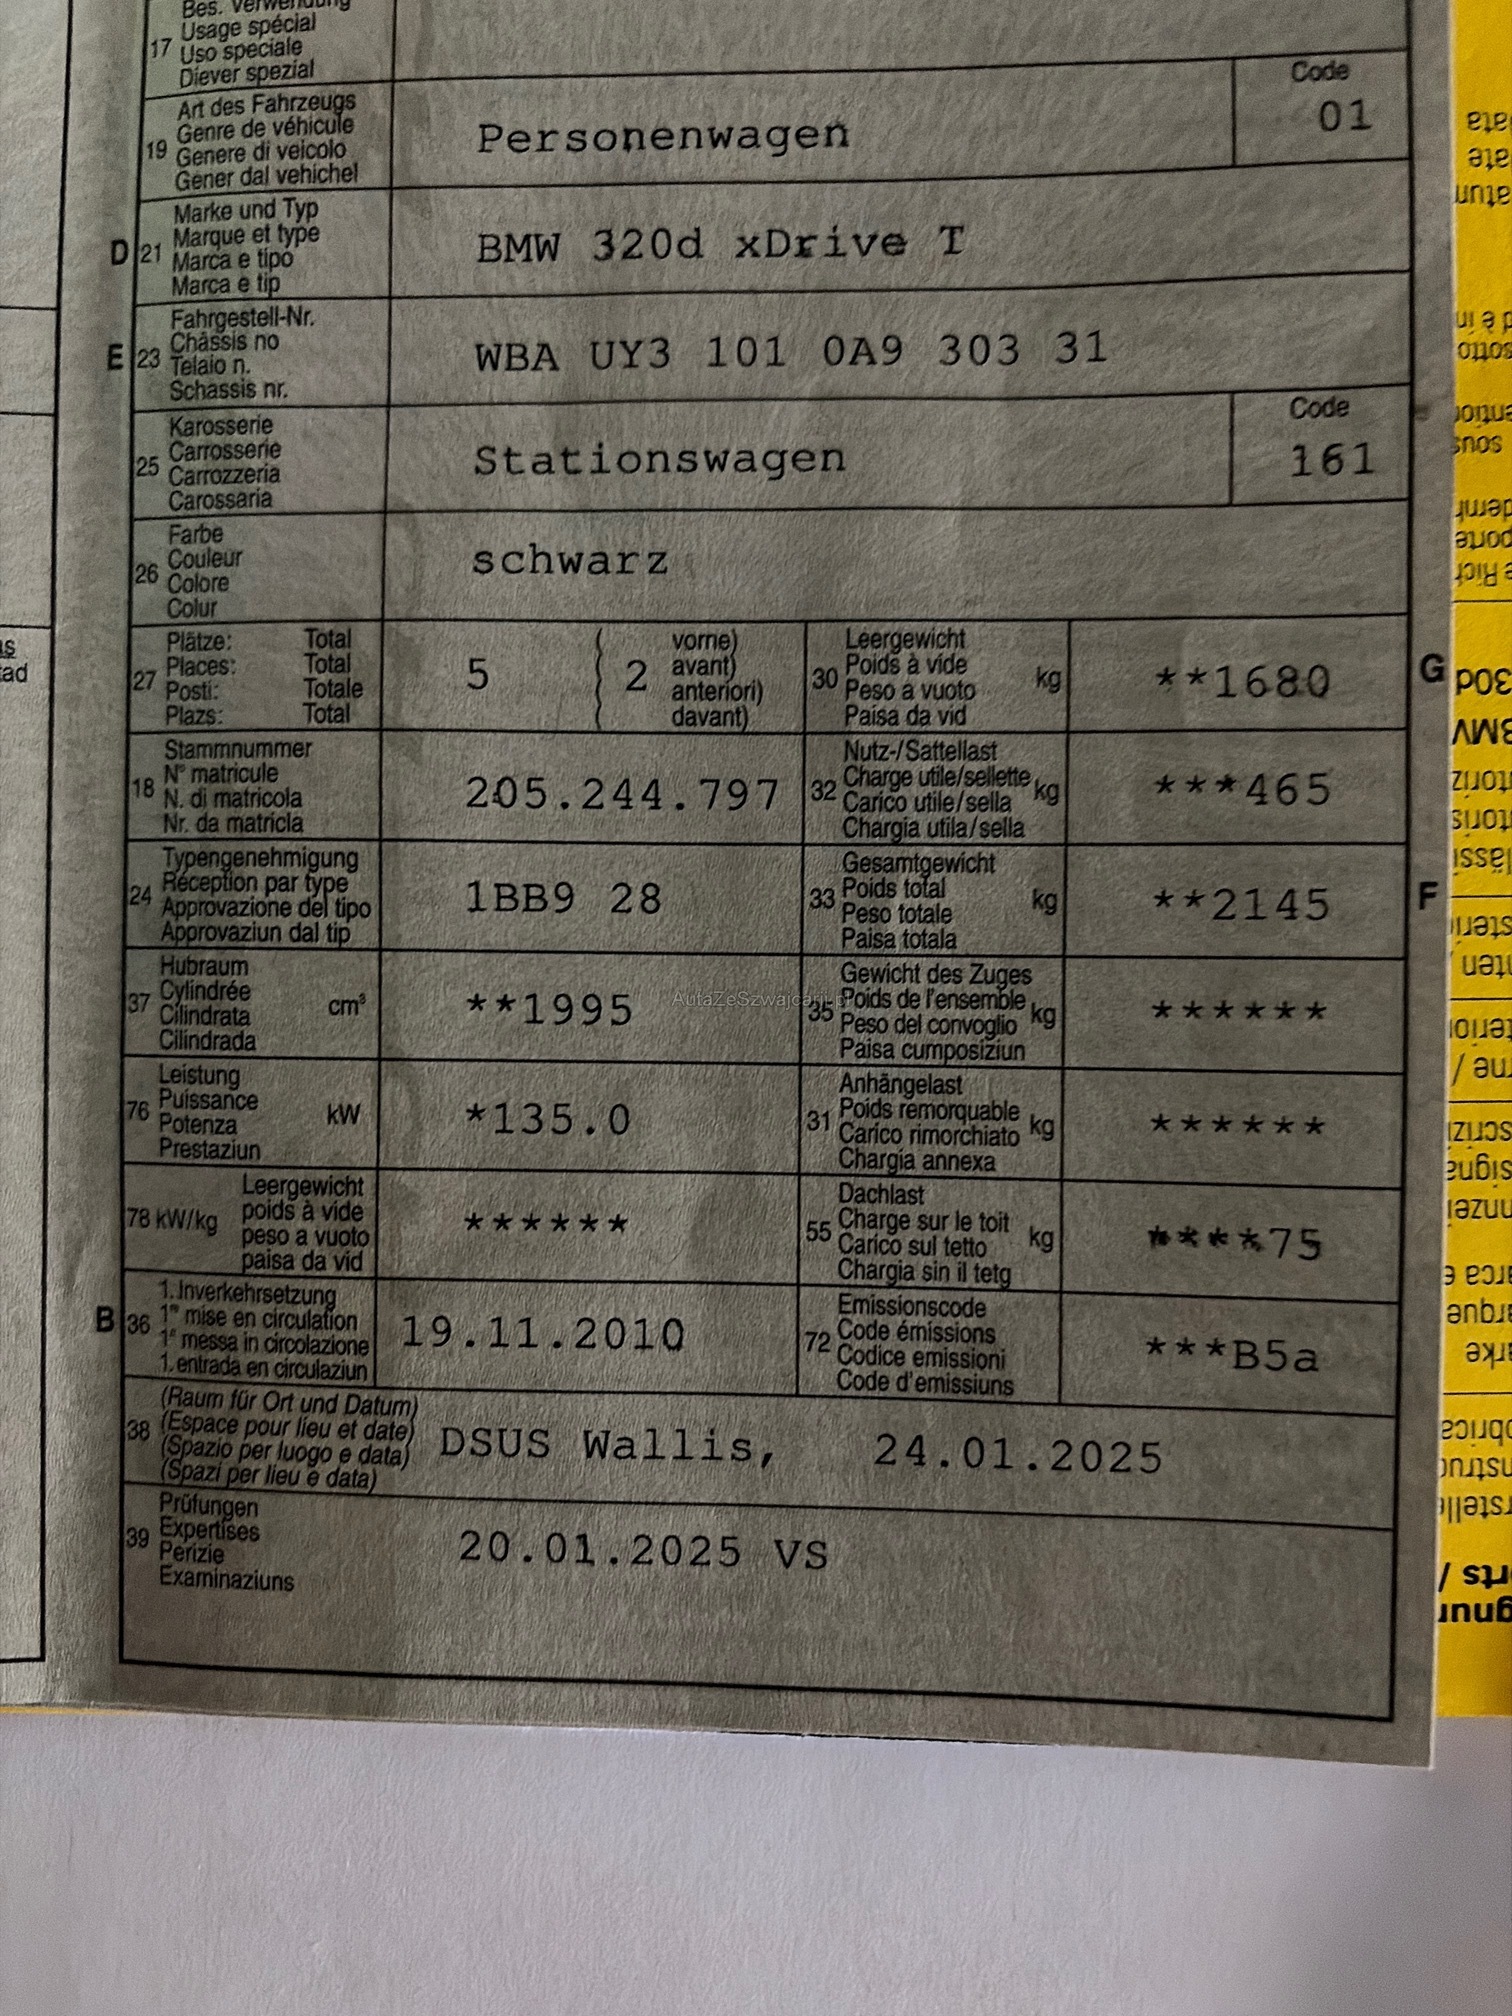 Bes. Verwendung
17 Usage spécial
Uso speciale
Diever spezial
Art des Fahrzeugs
19 Genre de véhicule
Genere di veicolo
Gener dal vehichel
Personenwagen
Code
01
D 21 Marke und Typ
Marque et type
Marca e tipo
Marca e tip
BMW 320d xDrive T
E 23 Fahrgestell-Nr.
Châssis no
Telaio n.
Schassis nr.
WBA UY3 101 0A9 303 31
25 Karosserie
Carrosserie
Carrozzeria
Carossaria
Stationswagen
Code
161
26 Farbe
Couleur
Colore
Colur
schwarz
27 Plätze: Total
Places: Total
Posti: Totale
Plazs: Total
5 ( 2 vorne)
avant)
anteriori)
davant)
30 Leergewicht
Poids à vide
Peso a vuoto
Paisa da vid
kg
**1680
G
18 Stammnummer
N° matricule
N. di matricola
Nr. da matricla
205.244.797
32 Nutz-/Sattellast
Charge utile/sellette
Carico utile/sella
Chargia utila/sella
kg
***465
24 Typengenehmigung
Réception par type
Approvazione del tipo
Approvaziun dal tip
1BB9 28
33 Gesamtgewicht
Poids total
Peso totale
Paisa totala
kg
**2145
F
37 Hubraum
Cylindrée
Cilindrata
Cilindrada
cm³
**1995
AutaZeSzwajcarii.pl
35 Gewicht des Zuges
Poids de l'ensemble
Peso del convoglio
Paisa cumposiziun
kg
******
76 Leistung
Puissance
Potenza
Prestaziun
kW
*135.0
31 Anhängelast
Poids remorquable
Carico rimorchiato
Chargia annexa
kg
******
78 kW/kg Leergewicht
poids à vide
peso a vuoto
paisa da vid
******
55 Dachlast
Charge sur le toit
Carico sul tetto
Chargia sin il tetg
kg
****75
B 36 1. Inverkehrsetzung
1re mise en circulation
1a messa in circolazione
1. entrada en circulaziun
19.11.2010
72 Emissionscode
Code émissions
Codice emissioni
Code d'emissiuns
***B5a
38 (Raum für Ort und Datum)
(Espace pour lieu et date)
(Spazio per luogo e data)
(Spazi per lieu e data)
DSUS Wallis, 24.01.2025
39 Prüfungen
Expertises
Perizie
Examinaziuns
20.01.2025 VS